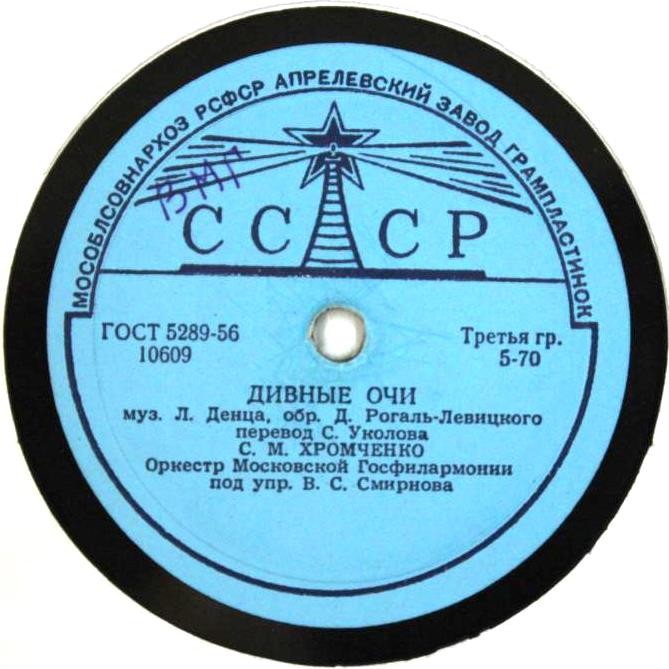 МОСОБЛСОВНАРХОЗ РСФСР АПРЕЛЕВСКИЙ ЗАВОД ГРАМПЛАСТИНОК
ВМП
СССР
ГОСТ 5289-56
10609
Третья гр.
5-70
ДИВНЫЕ ОЧИ
муз. Л. Денца, обр. Д. Рогаль-Левицкого
перевод С. Уколова
С. М. ХРОМЧЕНКО
Оркестр Московской Госфилармонии
под упр. В. С. Смирнова